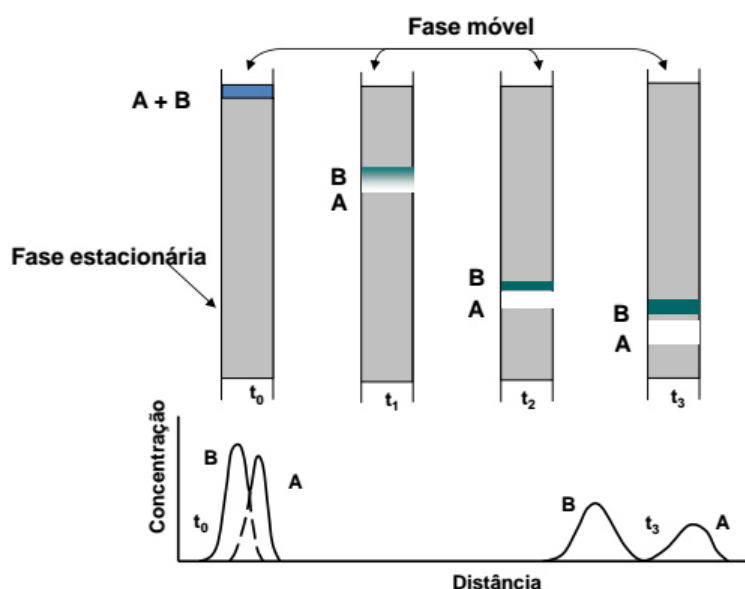 Fase móvel
A + B
B
A
B
A
B
A
Fase estacionária
t₀
t₁
t₂
t₃
Concentração
B
A
t₀
B
t₃
A
Distância